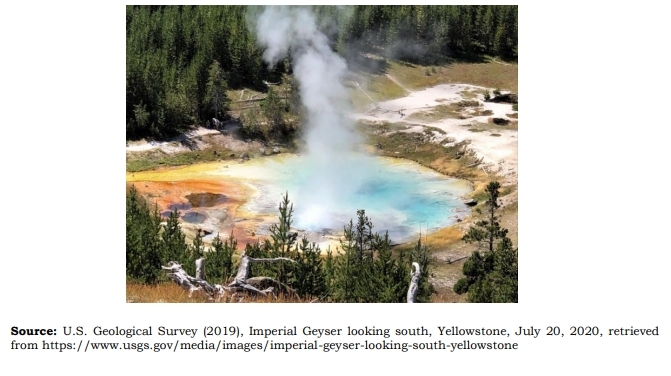 Source: U.S. Geological Survey (2019), Imperial Geyser looking south, Yellowstone, July 20, 2020, retrieved
from https://www.usgs.gov/media/images/imperial-geyser-looking-south-yellowstone